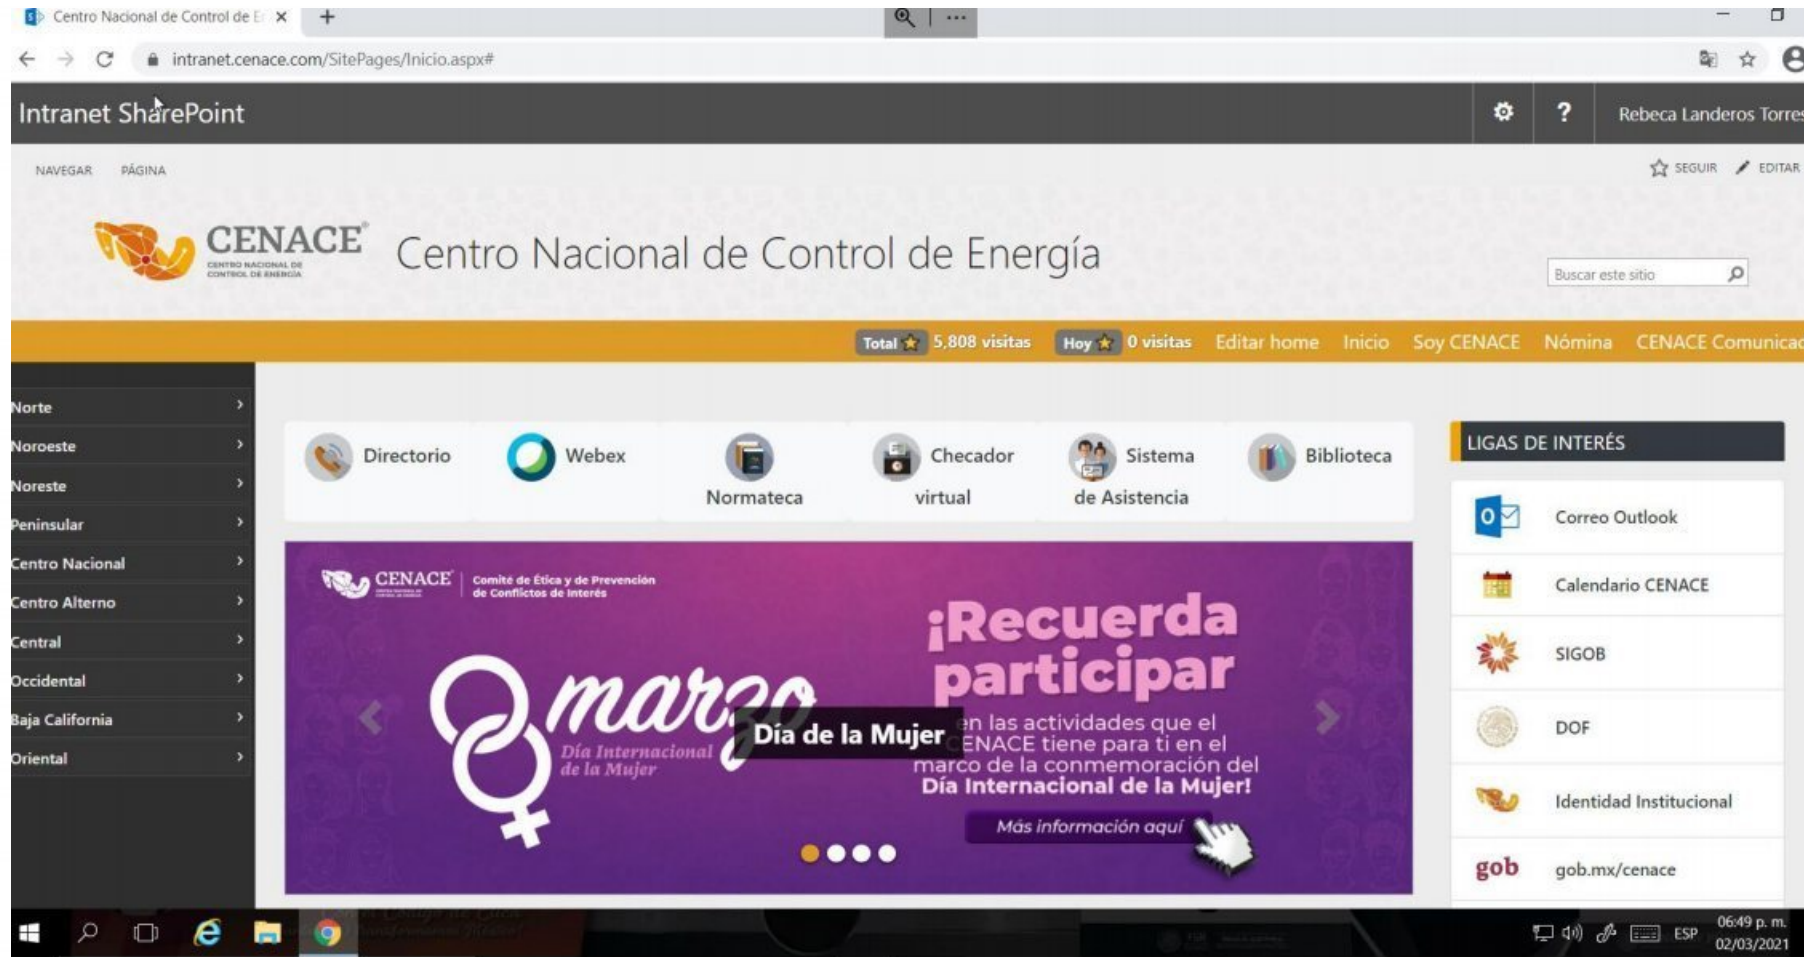 Centro Nacional de Control de E
intranet.cenace.com/SitePages/Inicio.aspx#
Intranet SharePoint
Rebeca Landeros Torres
NAVEGAR PÁGINA
SEGUIR EDITAR
CENACE®
CENTRO NACIONAL DE
CONTROL DE ENERGÍA
Centro Nacional de Control de Energía
Buscar este sitio
Total 5,808 visitas Hoy 0 visitas Editar home Inicio Soy CENACE Nómina CENACE Comunicac
Norte
Noroeste
Noreste
Peninsular
Centro Nacional
Centro Alterno
Central
Occidental
Baja California
Oriental
Directorio
Webex
Normateca
Checador
virtual
Sistema
de Asistencia
Biblioteca
CENACE
Comité de Ética y de Prevención
de Conflictos de Interés
8 marzo
Día Internacional
de la Mujer
Día de la Mujer
¡Recuerda
participar
en las actividades que el
CENACE tiene para ti en el
marco de la conmemoración del
Día Internacional de la Mujer!
Más información aquí
LIGAS DE INTERÉS
Correo Outlook
Calendario CENACE
SIGOB
DOF
Identidad Institucional
gob gob.mx/cenace
ESP
06:49 p. m.
02/03/2021